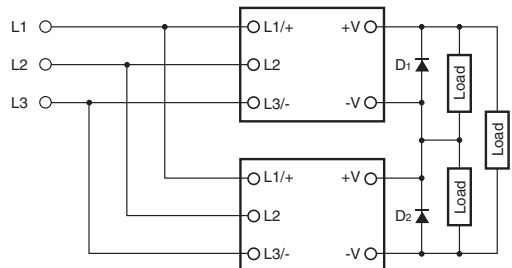 L1 L1/+ +V
L2 L2 D1 Load
L3 L3/- -V Load
L1/+ +V
L2 D2 Load
L3/- -V